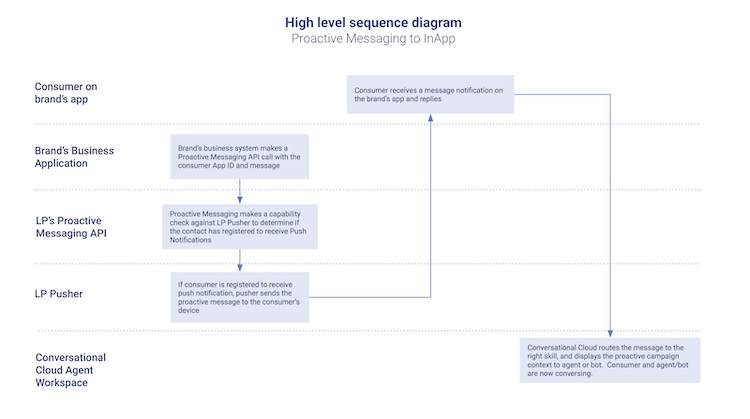 High level sequence diagram
Proactive Messaging to InApp
Consumer on
brand's app
Consumer receives a message notification on
the brand's app and replies
Brand's Business
Application
Brand's business system makes a
Proactive Messaging API call with the
consumer App ID and message
LP's Proactive
Messaging API
Proactive Messaging makes a capability
check against LP Pusher to determine if
the contact has registered to receive Push
Notifications
LP Pusher
If consumer is registered to receive
push notification, pusher sends the
proactive message to the consumer's
device
Conversational
Cloud Agent
Workspace
Conversational Cloud routes the message to the
right skill, and displays the proactive campaign
context to agent or bot. Consumer and agent/bot
are now conversing.